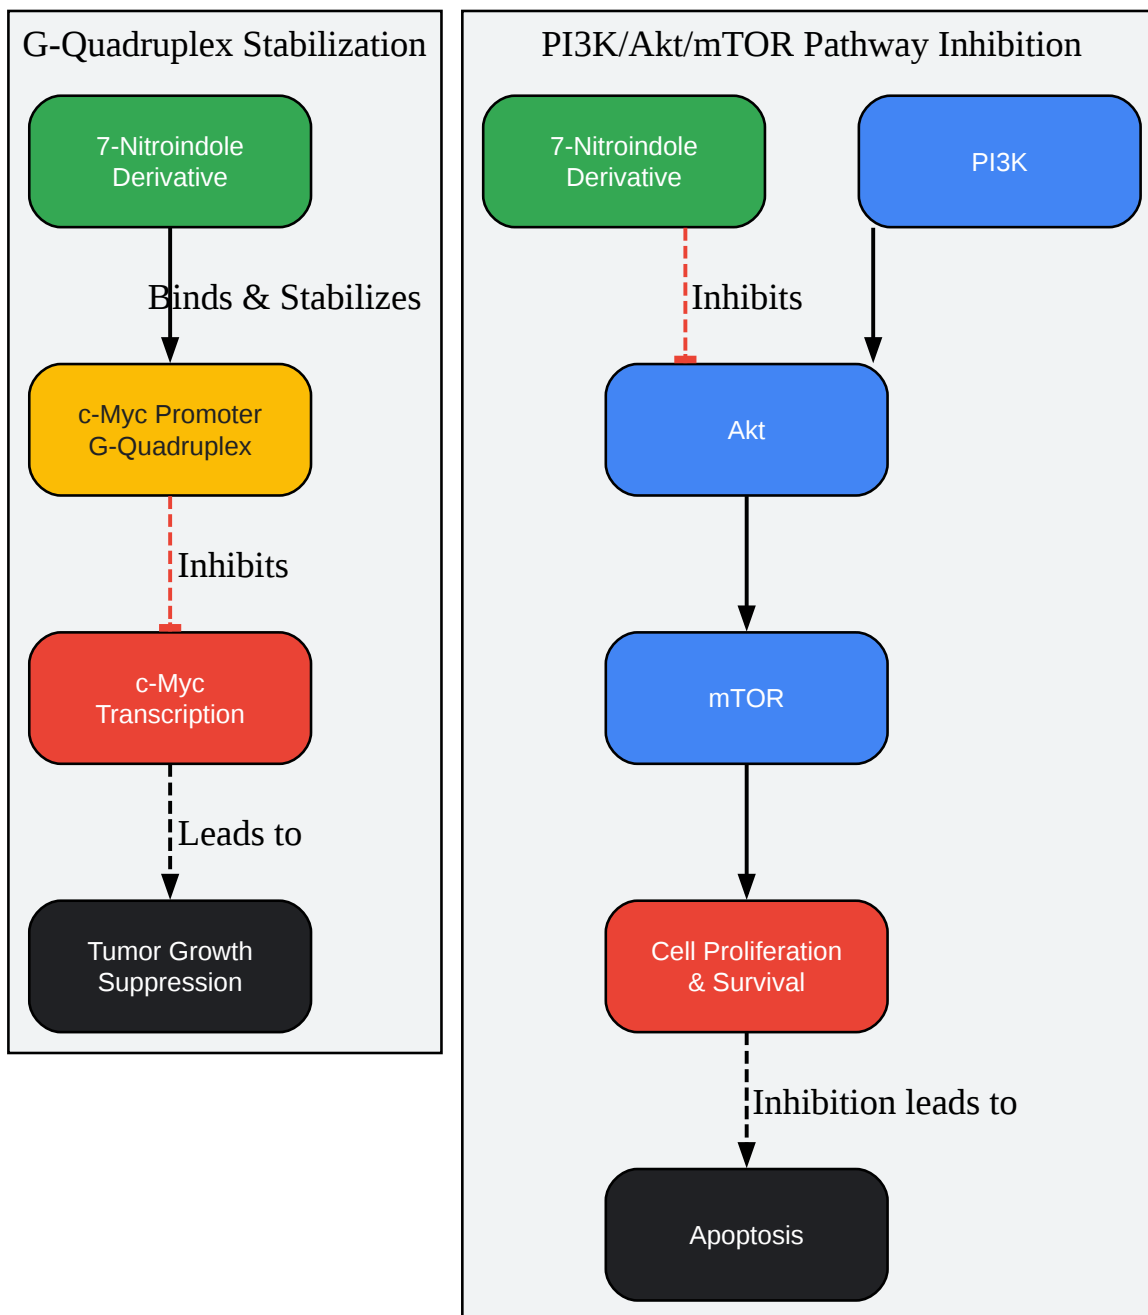 G-Quadruplex Stabilization
7-Nitroindole
Derivative
Binds & Stabilizes
c-Myc Promoter
G-Quadruplex
Inhibits
c-Myc
Transcription
Leads to
Tumor Growth
Suppression
PI3K/Akt/mTOR Pathway Inhibition
7-Nitroindole
Derivative
PI3K
Inhibits
Akt
mTOR
Cell Proliferation
& Survival
Inhibition leads to
Apoptosis